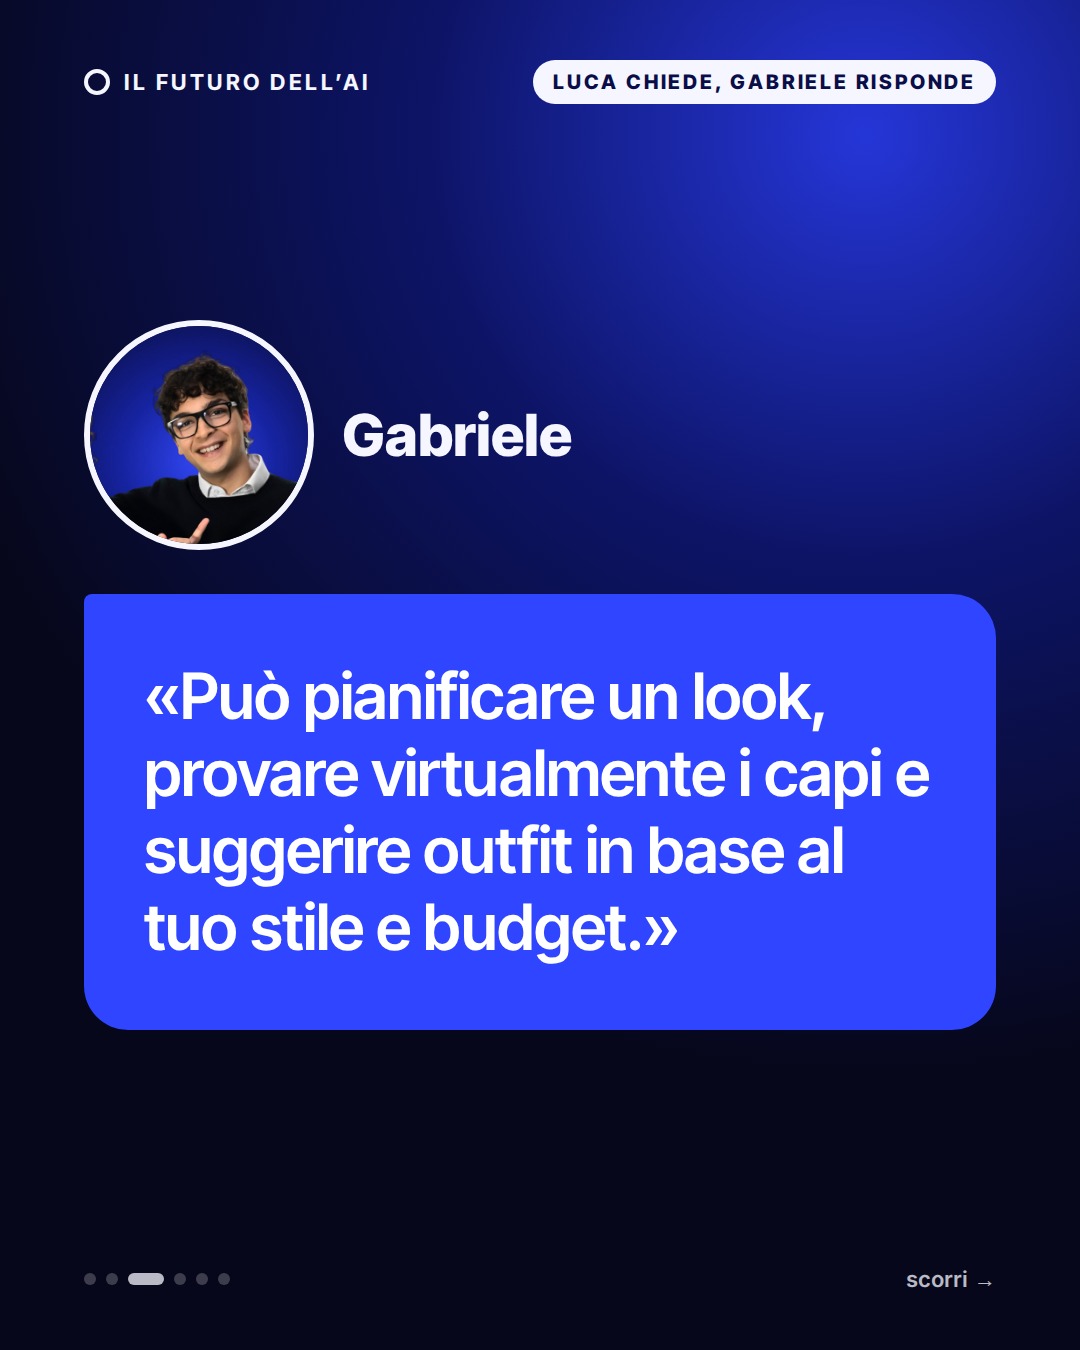 IL FUTURO DELL’AI
LUCA CHIEDE, GABRIELE RISPONDE
Gabriele
«Può pianificare un look,
provare virtualmente i capi e
suggerire outfit in base al
tuo stile e budget.»
scorri →